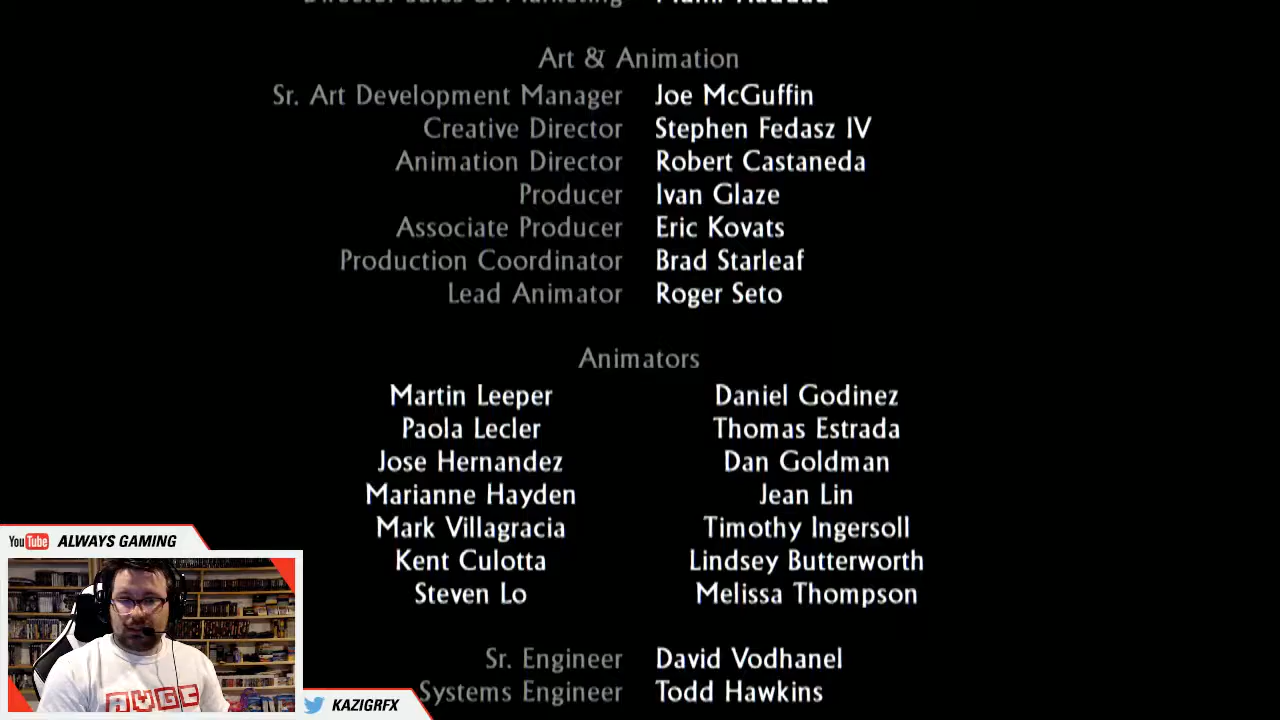 Art & Animation
Sr. Art Development Manager Joe McGuffin
Creative Director Stephen Fedasz IV
Animation Director Robert Castaneda
Producer Ivan Glaze
Associate Producer Eric Kovats
Production Coordinator Brad Starleaf
Lead Animator Roger Seto
Animators
Martin Leeper Daniel Godinez
Paola Lecler Thomas Estrada
Jose Hernandez Dan Goldman
Marianne Hayden Jean Lin
Mark Villagracia Timothy Ingersoll
Kent Culotta Lindsey Butterworth
Steven Lo Melissa Thompson
Sr. Engineer David Vodhanel
Systems Engineer Todd Hawkins
YouTube ALWAYS GAMING
KAZIGRFX